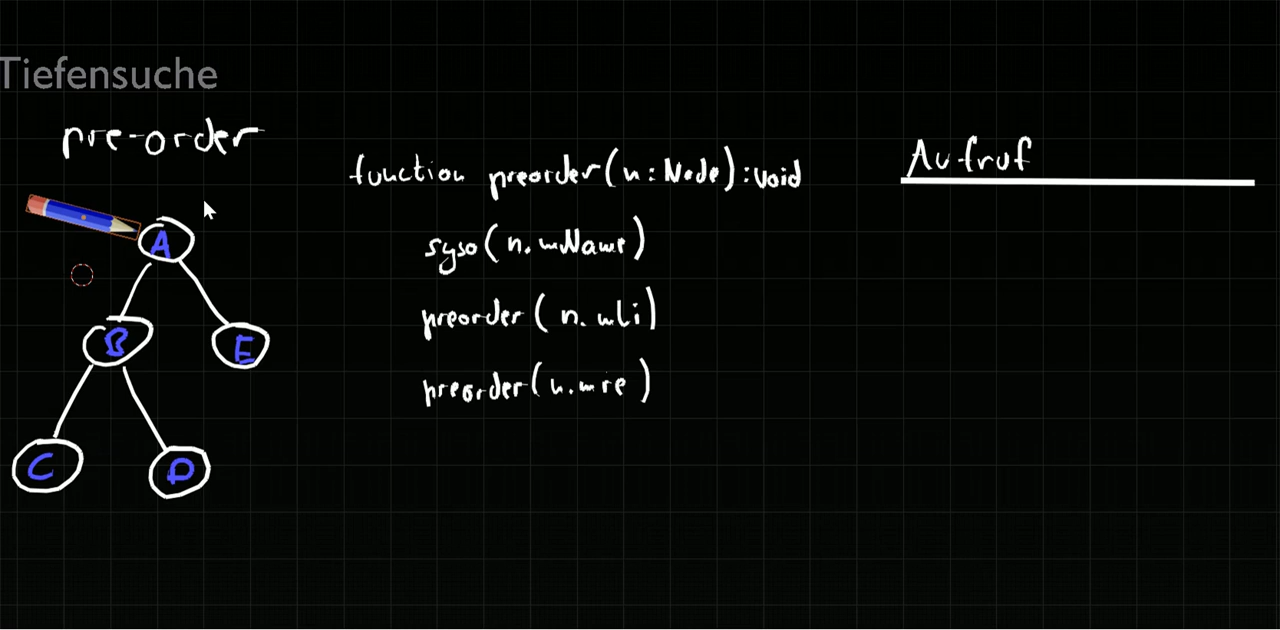 Tiefensuche
pre-order
function preorder(n:Node):void
syso(n.mName)
preorder(n.mli)
preorder(n.mre)
Aufruf
A
B
E
C
D